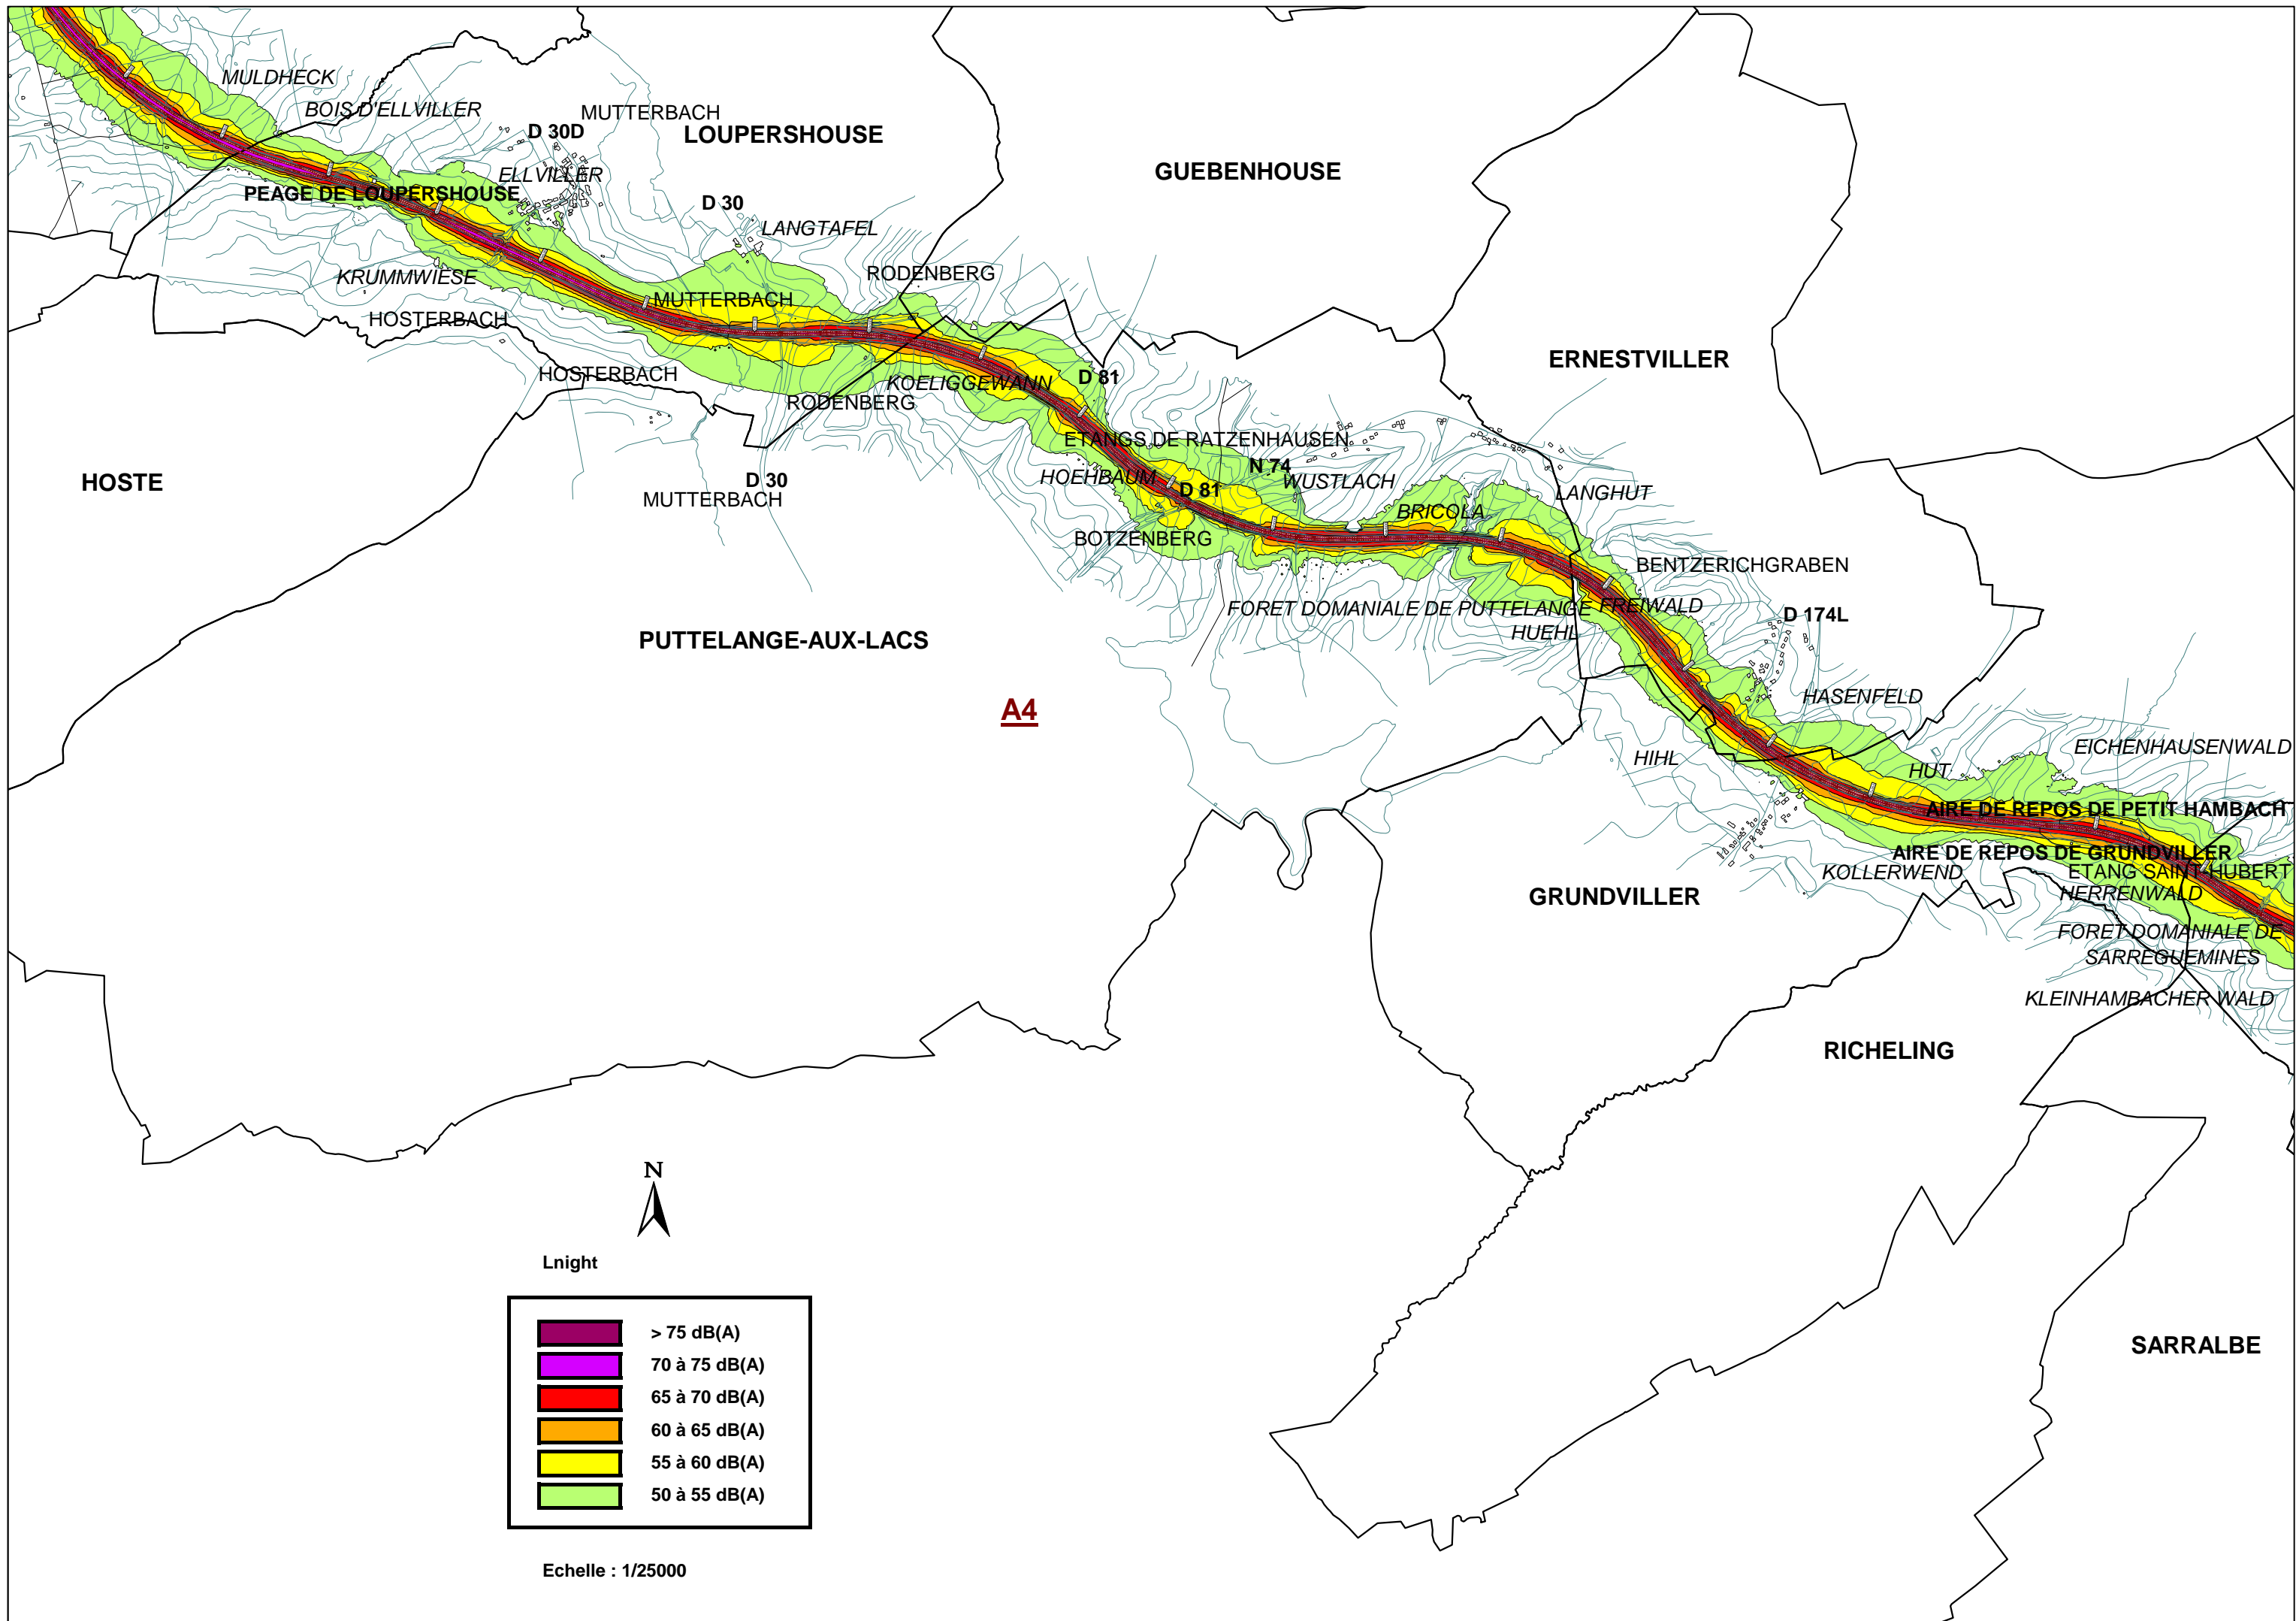 MULDHECK
BOIS D'ELLVILLER
MUTTERBACH
D 30D
LOUPERSHOUSE
GUEBENHOUSE
ELLVILLER
PEAGE DE LOUPERSHOUSE
D 30
LANGTAFEL
KRUMMWIESE
RODENBERG
MUTTERBACH
HOSTERBACH
ERNESTVILLER
HOSTERBACH
KOELIGGEWANN
D 81
RODENBERG
ETANGS DE RATZENHAUSEN
HOSTE
D 30
MUTTERBACH
HOEHBAUM
N 74
WUSTLACH
D 81
LANGHUT
BRICOLA
BOTZENBERG
BENTZERICHGRABEN
FORET DOMANIALE DE PUTTELANGE
FREIWALD
D 174L
HUEHL
PUTTELANGE-AUX-LACS
A4
HASENFELD
HIHL
EICHENHAUSENWALD
HUT
AIRE DE REPOS DE PETIT HAMBACH
AIRE DE REPOS DE GRUNDVILLER
KOLLERWEND
ETANG SAINT-HUBERT
HERRENWALD
GRUNDVILLER
FORET DOMANIALE DE
SARREGUEMINES
KLEINHAMBACHER WALD
RICHELING
SARRALBE
N
Lnight
> 75 dB(A)
70 à 75 dB(A)
65 à 70 dB(A)
60 à 65 dB(A)
55 à 60 dB(A)
50 à 55 dB(A)
Echelle : 1/25000